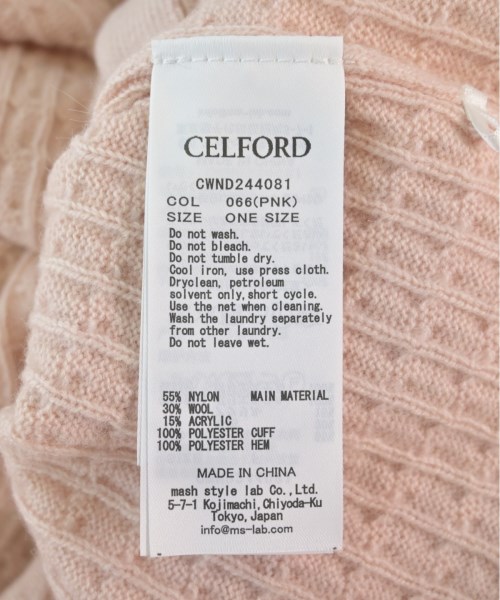 CELFORD
CWND244081
COL 066(PNK)
SIZE ONE SIZE
Do not wash.
Do not bleach.
Do not tumble dry.
Cool iron, use press cloth.
Dryclean, petroleum
solvent only, short cycle.
Use the net when cleaning.
Wash the laundry separately
from other laundry.
Do not leave wet.
55% NYLON MAIN MATERIAL
30% WOOL
15% ACRYLIC
100% POLYESTER CUFF
100% POLYESTER HEM
MADE IN CHINA
mash style lab Co.,Ltd.
5-7-1 Kojimachi,Chiyoda-Ku
Tokyo,Japan
info@ms-lab.com